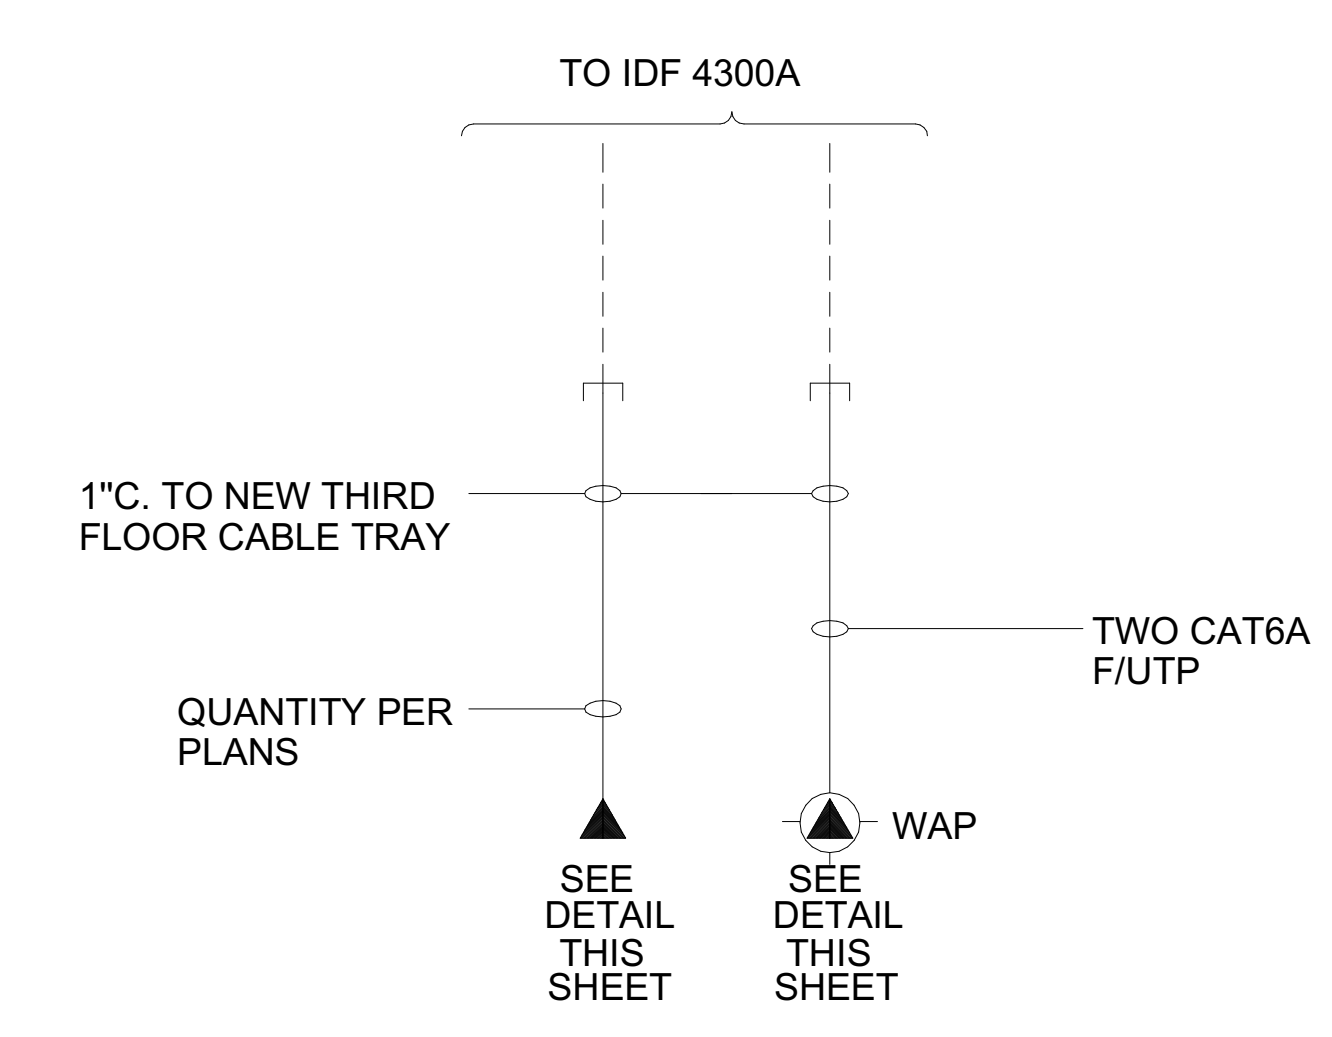 TO IDF 4300A
1"C. TO NEW THIRD
FLOOR CABLE TRAY
TWO CAT6A
F/UTP
QUANTITY PER
PLANS
WAP
SEE
DETAIL
THIS
SHEET
SEE
DETAIL
THIS
SHEET